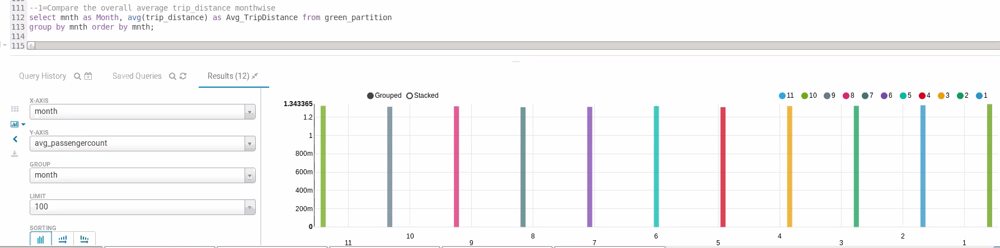 111 --1=Compare the overall average trip_distance monthwise
112 select mnth as Month, avg(trip_distance) as Avg_TripDistance from green_partition
113 group by mnth order by mnth;
114
115
Query History Saved Queries Results (12)
X-AXIS
month
Y-AXIS
avg_passengercount
GROUP
month
LIMIT
100
SORTING
Grouped Stacked 11 10 9 8 7 6 5 4 3 2 1
1.343365
1.2
1
800m
600m
400m
200m
0
11 10 9 8 7 6 5 4 3 2 1